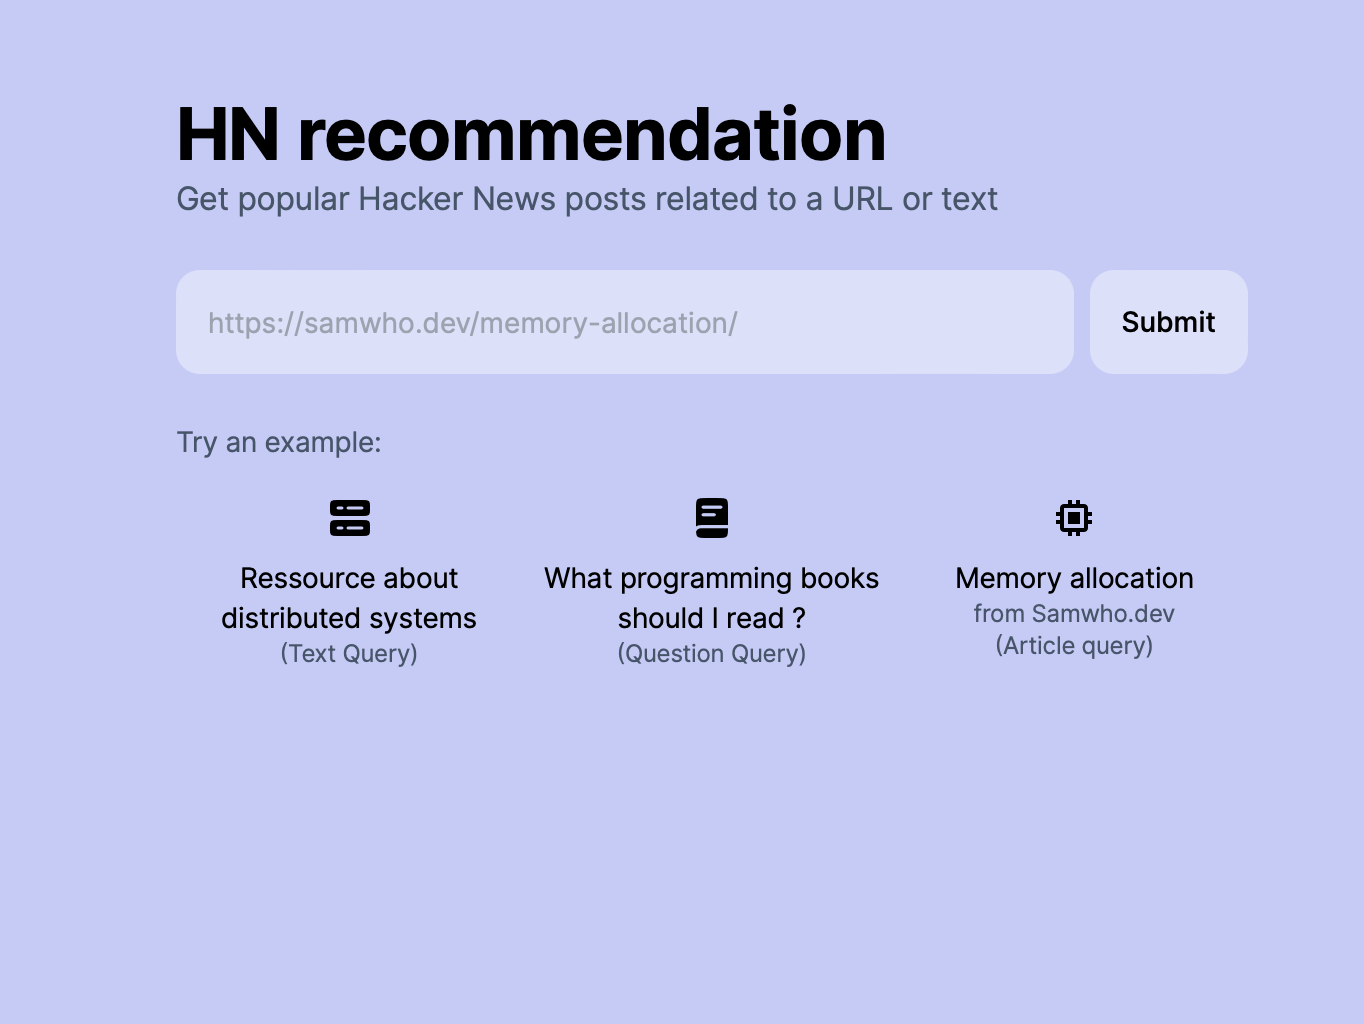 HN recommendation
Get popular Hacker News posts related to a URL or text
https://samwho.dev/memory-allocation/
Submit
Try an example:
Ressource about
distributed systems
(Text Query)
What programming books
should I read ?
(Question Query)
Memory allocation
from Samwho.dev
(Article query)